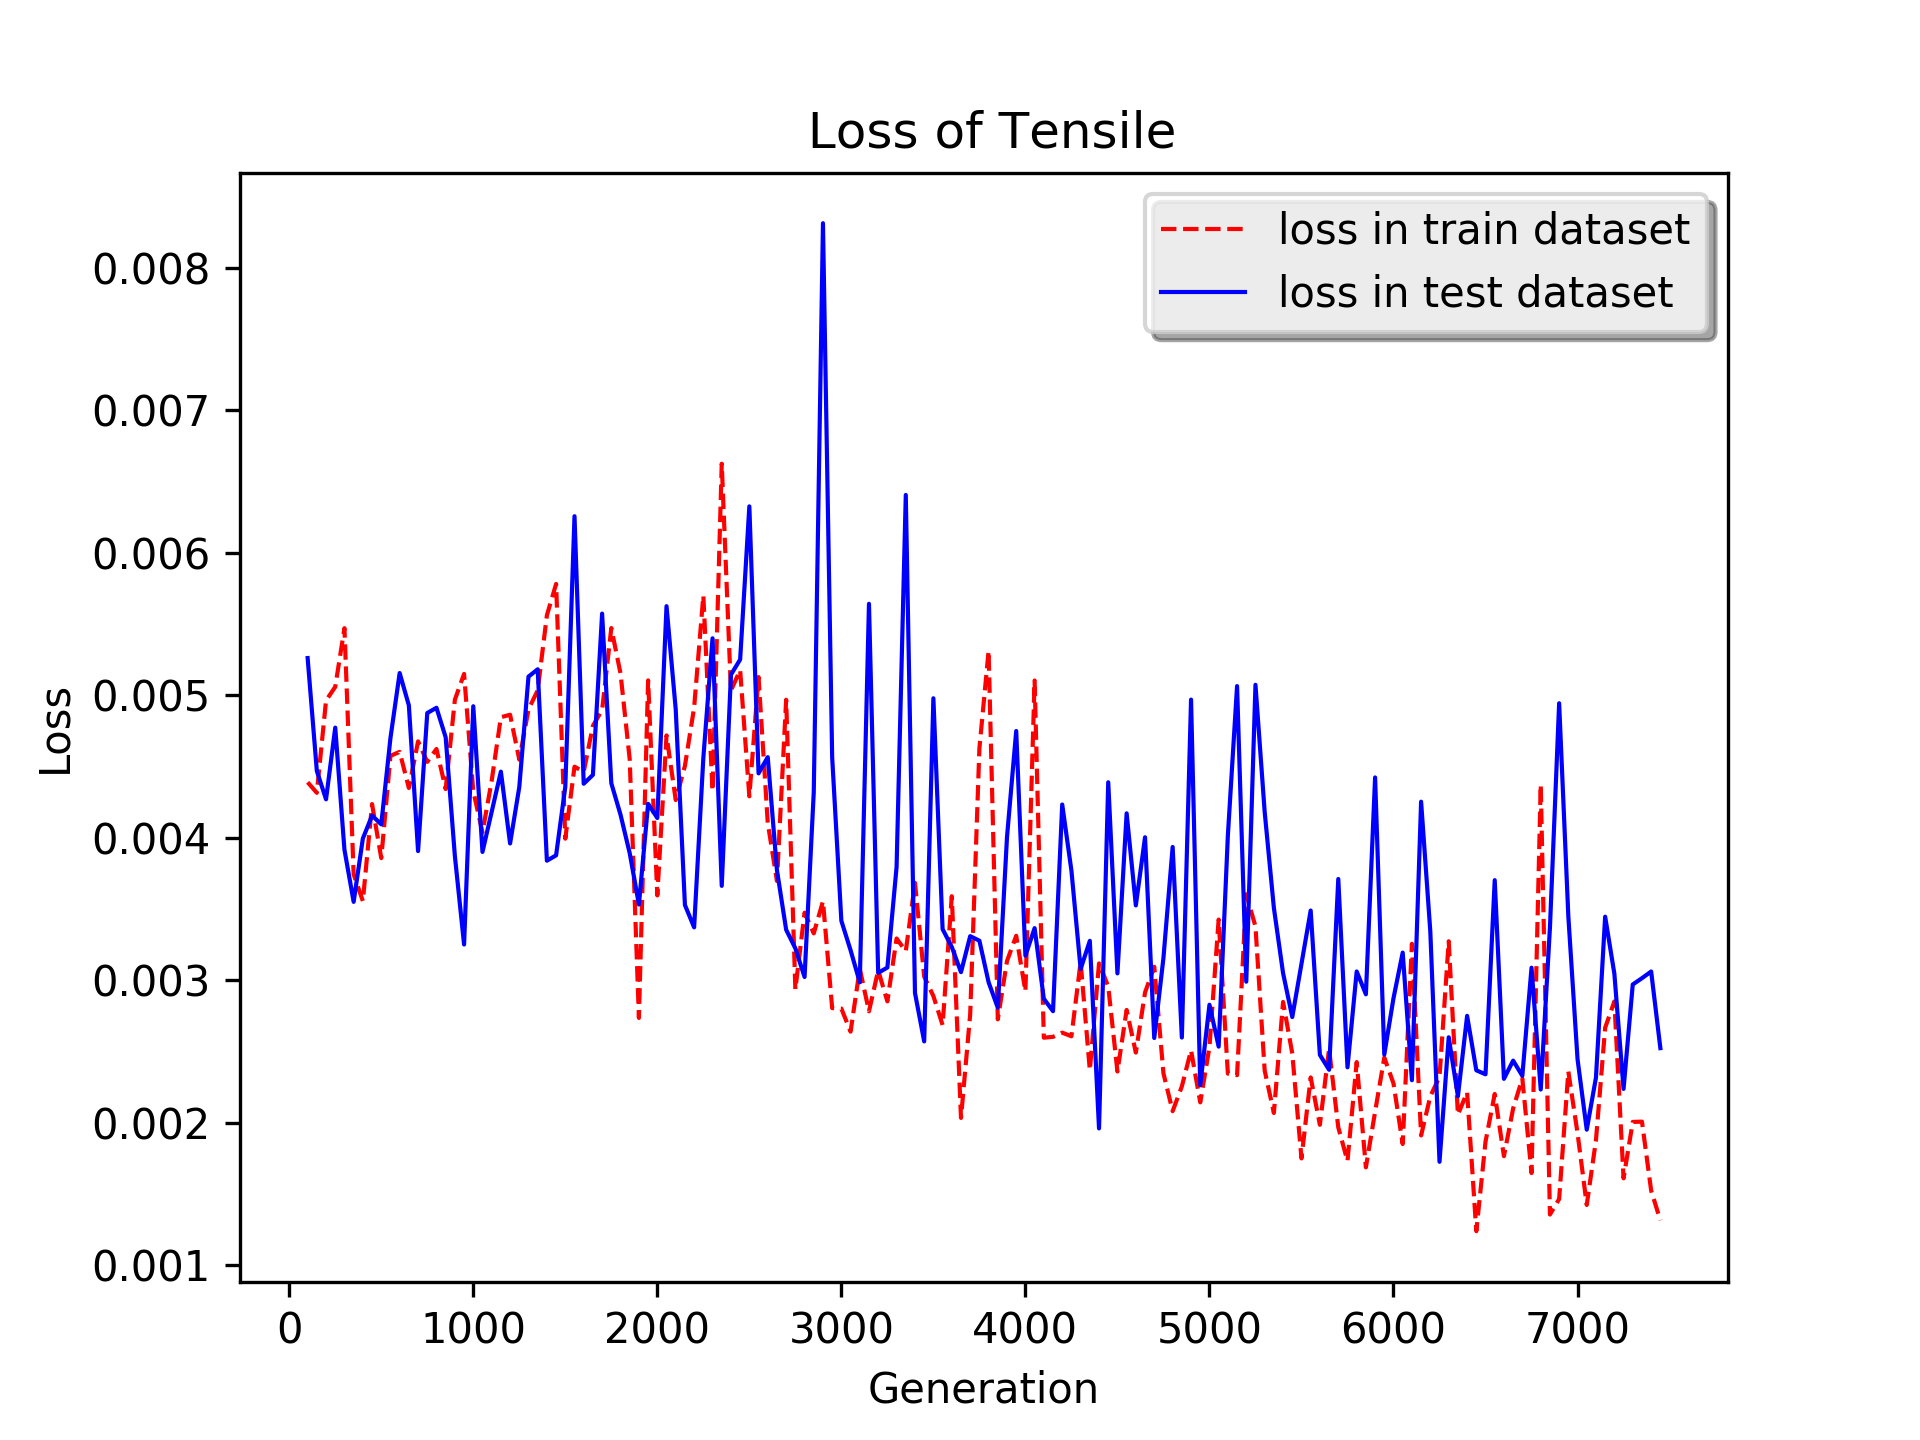 Loss of Tensile
loss in train dataset
loss in test dataset
0.008
0.007
0.006
0.005
0.004
0.003
0.002
0.001
Loss
0 1000 2000 3000 4000 5000 6000 7000
Generation